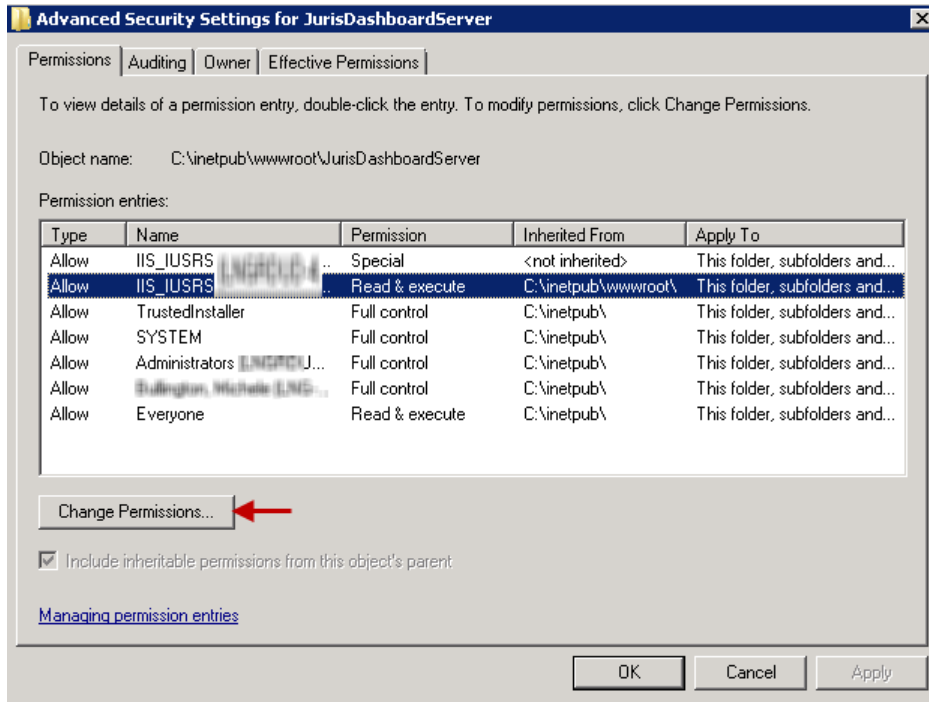 Advanced Security Settings for JurisDashboardServer
Permissions Auditing Owner Effective Permissions
To view details of a permission entry, double-click the entry. To modify permissions, click Change Permissions.
Object name: C:\inetpub\wwwroot\JurisDashboardServer
Permission entries:
Type Name Permission Inherited From Apply To
Allow IIS_IUSRS ... Special <not inherited> This folder, subfolders and...
Allow IIS_IUSRS ... Read & execute C:\inetpub\wwwroot\ This folder, subfolders and...
Allow TrustedInstaller Full control C:\inetpub\ This folder, subfolders and...
Allow SYSTEM Full control C:\inetpub\ This folder, subfolders and...
Allow Administrators J... Full control C:\inetpub\ This folder, subfolders and...
Allow Full control C:\inetpub\ This folder, subfolders and...
Allow Everyone Read & execute C:\inetpub\ This folder, subfolders and...
Change Permissions...
Include inheritable permissions from this object's parent
Managing permission entries
OK Cancel Apply